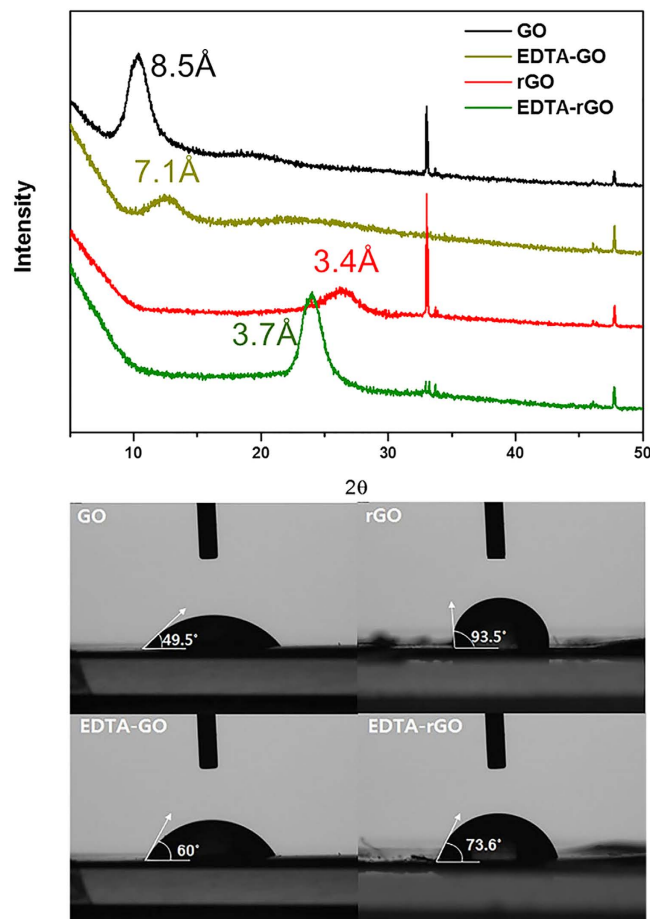 GO
EDTA-GO
rGO
EDTA-rGO
8.5Å
7.1Å
3.4Å
3.7Å
Intensity
10
20
30
40
50
2θ
GO
49.5°
rGO
93.5°
EDTA-GO
60°
EDTA-rGO
73.6°